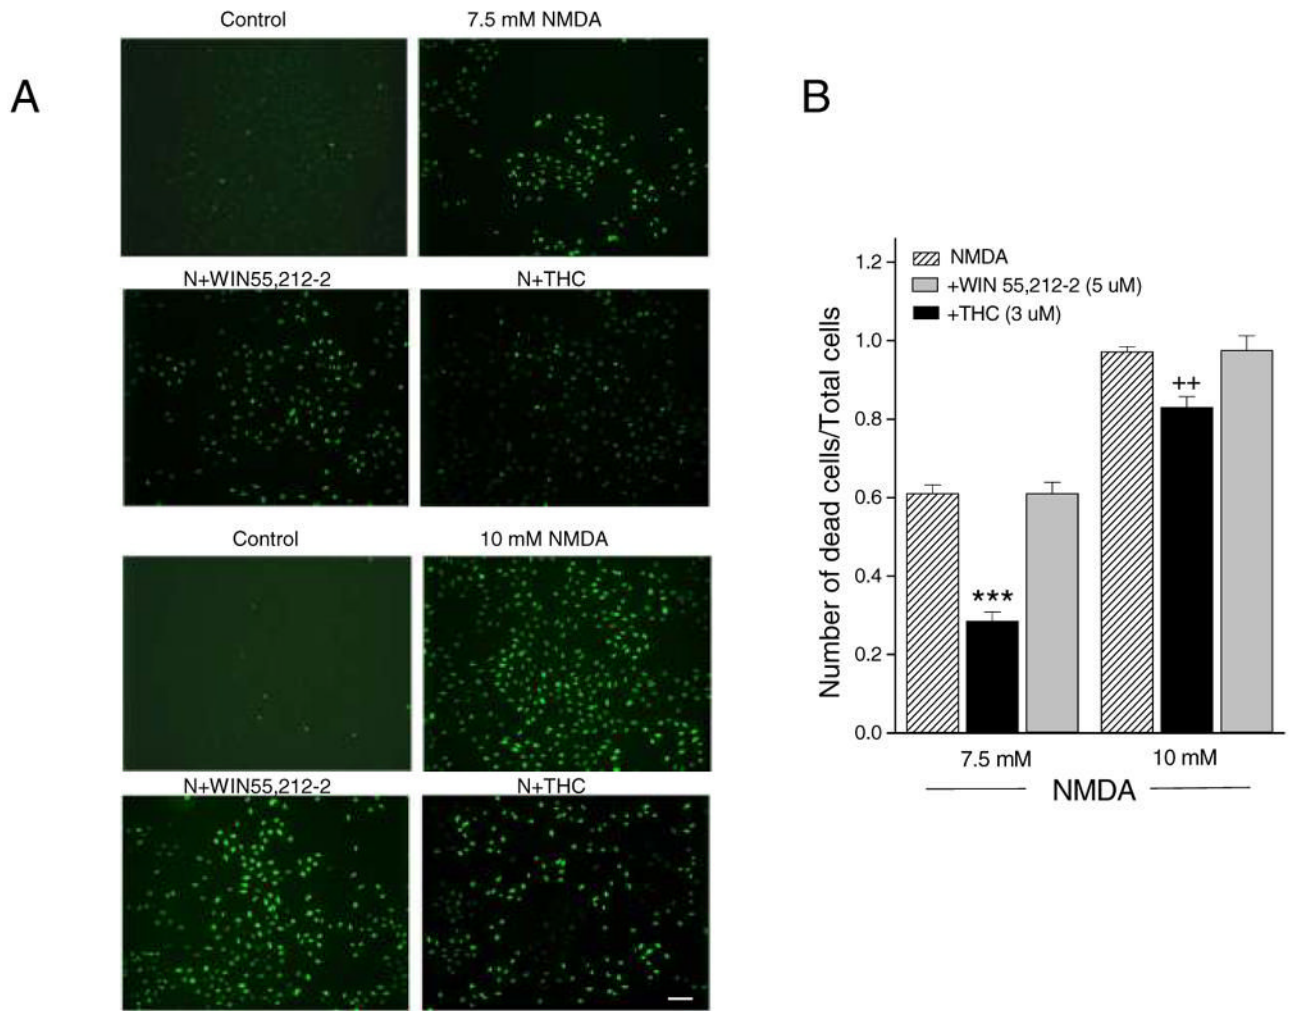 A
Control
7.5 mM NMDA
N+WIN55,212-2
N+THC
Control
10 mM NMDA
N+WIN55,212-2
N+THC
B
Number of dead cells/Total cells
1.2
1.0
0.8
0.6
0.4
0.2
0.0
NMDA
+WIN 55,212-2 (5 uM)
+THC (3 uM)
***
++
7.5 mM
10 mM
NMDA